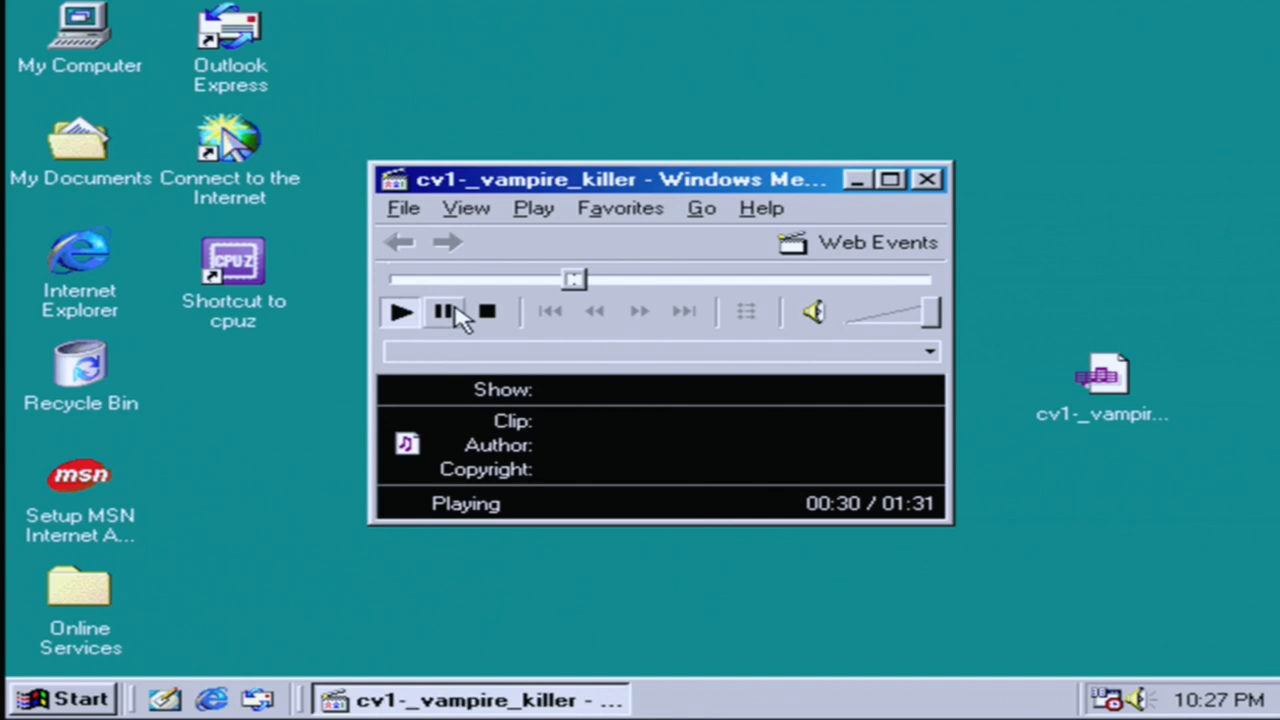 My Computer
Outlook
Express
My Documents
Connect to the
Internet
Internet
Explorer
CPU-Z
Shortcut to
cpuz
Recycle Bin
msn
Setup MSN
Internet A...
Online
Services
cv1-_vampire_killer - Windows Me...
File View Play Favorites Go Help
Web Events
Show:
Clip:
Author:
Copyright:
Playing 00:30 / 01:31
cv1-_vampir...
Start cv1-_vampire_killer - ... 10:27 PM